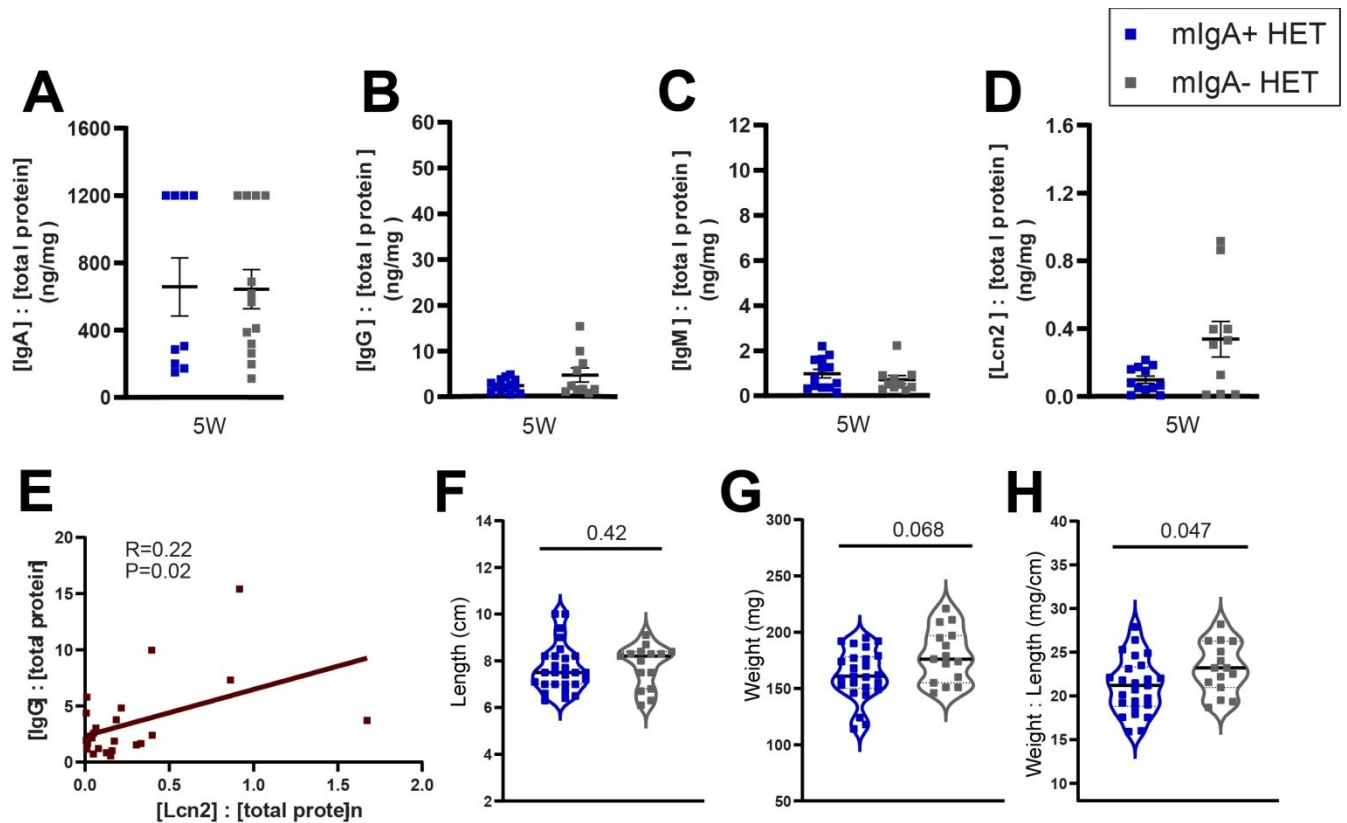 mIgA+ HET
mIgA- HET
A
[IgA] : [total protein]
(ng/mg)
1600
1200
800
400
0
5W
B
[IgG ] : [tota l protein ]
(ng/mg)
60
50
40
30
20
10
0
5W
C
[IgM ] : [tota l protein ]
(ng/mg)
12
10
8
6
4
2
0
5W
D
[Lcn2 ] : [tota l protein ]
(ng/mg)
1.6
1.2
0.8
0.4
0.0
5W
E
[IgG] : [total protein]
20
15
10
5
0
R=0.22
P=0.02
0.0
0.5
1.0
1.5
2.0
[Lcn2] : [total prote]n
F
Length (cm)
14
12
10
8
6
4
2
0.42
G
Weight (mg)
300
250
200
150
100
50
0.068
H
Weight : Length (mg/cm)
40
35
30
25
20
15
10
0.047